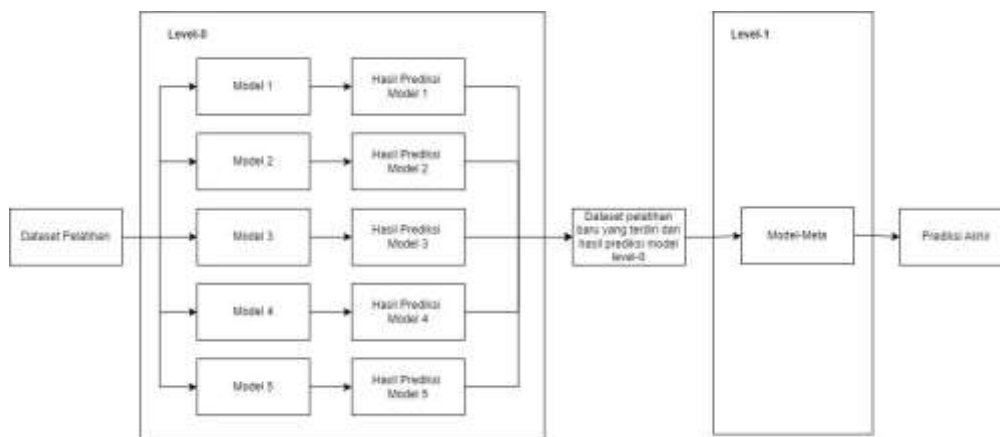 Level-0
Level-1
Model 1
Hasil Prediksi
Model 1
Model 2
Hasil Prediksi
Model 2
Dataset Pelatihan
Model 3
Hasil Prediksi
Model 3
Dataset pelatihan
baru yang terdiri dari
hasil prediksi model
level-0
Model-Meta
Prediksi Akhir
Model 4
Hasil Prediksi
Model 4
Model 5
Hasil Prediksi
Model 5